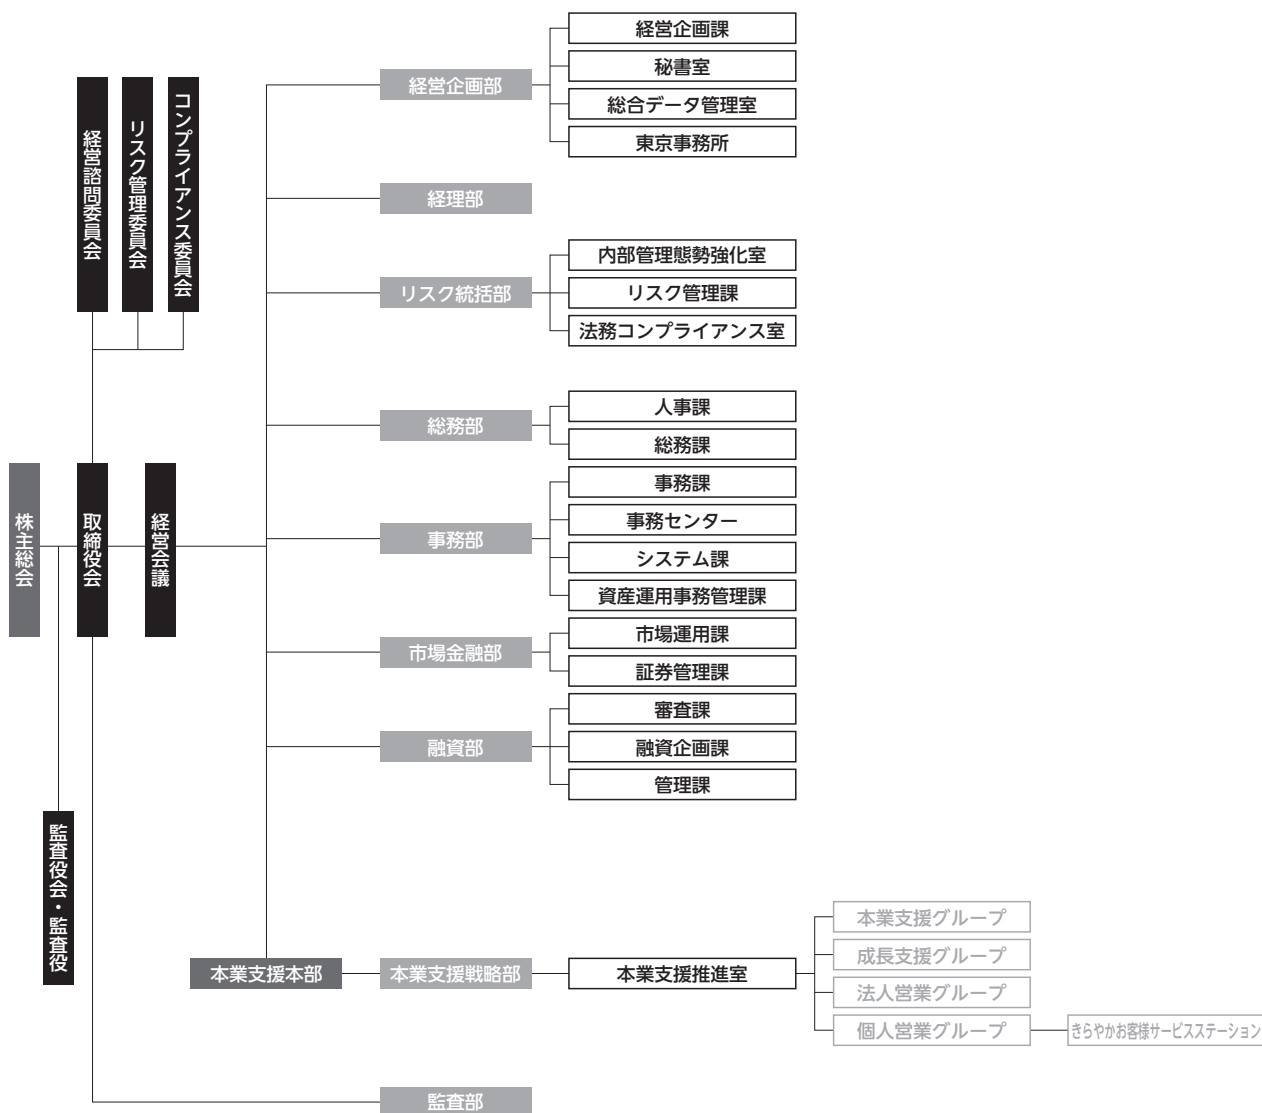 株主総会
監査役会・監査役
取締役会
経営諮問委員会
リスク管理委員会
コンプライアンス委員会
経営会議
経営企画部
経営企画課
秘書室
総合データ管理室
東京事務所
経理部
リスク統括部
内部管理態勢強化室
リスク管理課
法務コンプライアンス室
総務部
人事課
総務課
事務部
事務課
事務センター
システム課
資産運用事務管理課
市場金融部
市場運用課
証券管理課
融資部
審査課
融資企画課
管理課
本業支援本部
本業支援戦略部
本業支援推進室
本業支援グループ
成長支援グループ
法人営業グループ
個人営業グループ
きらやかお客様サービスステーション
監査部